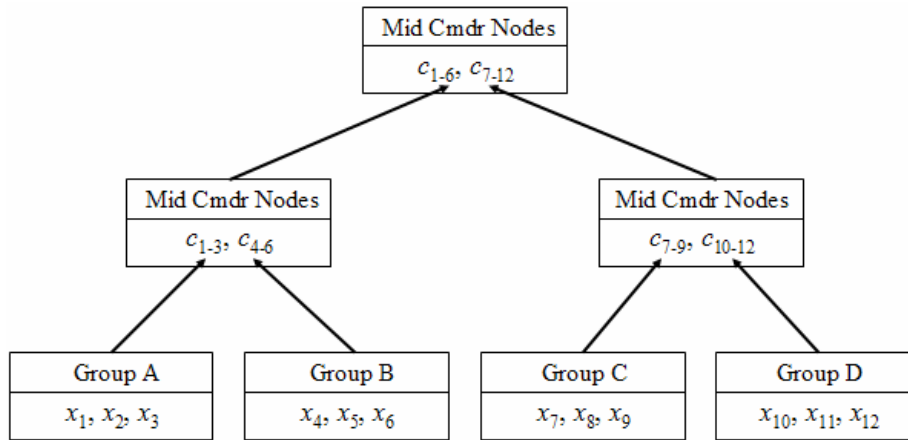 Mid Cmdr Nodes
c1-6, c7-12
Mid Cmdr Nodes
c1-3, c4-6
Mid Cmdr Nodes
c7-9, c10-12
Group A
x1, x2, x3
Group B
x4, x5, x6
Group C
x7, x8, x9
Group D
x10, x11, x12